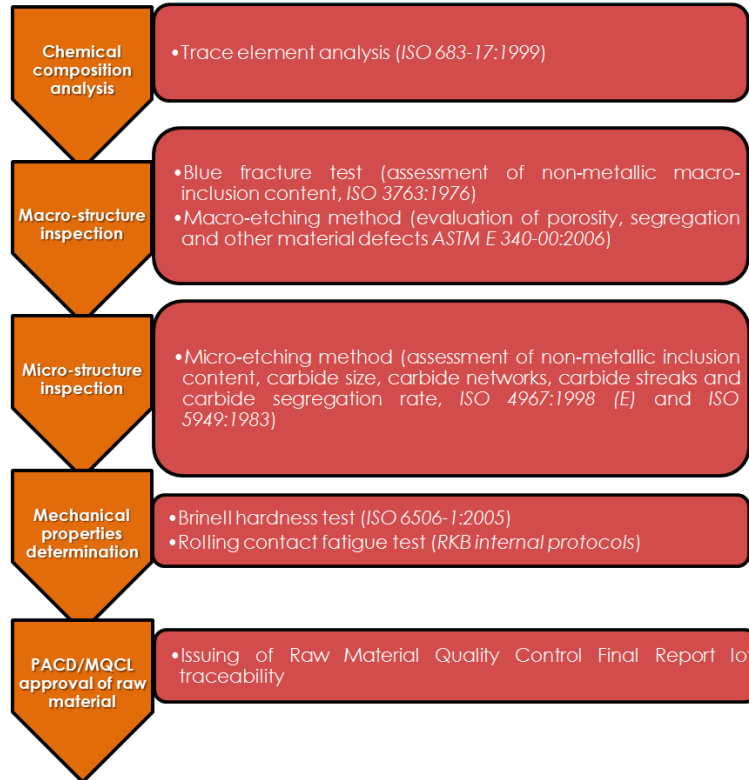 Chemical
composition
analysis
•Trace element analysis (ISO 683-17:1999)
Macro-structure
inspection
•Blue fracture test (assessment of non-metallic macro-
inclusion content, ISO 3763:1976)
•Macro-etching method (evaluation of porosity, segregation
and other material defects ASTM E 340-00:2006)
Micro-structure
inspection
•Micro-etching method (assessment of non-metallic inclusion
content, carbide size, carbide networks, carbide streaks and
carbide segregation rate, ISO 4967:1998 (E) and ISO
5949:1983)
Mechanical
properties
determination
•Brinell hardness test (ISO 6506-1:2005)
•Rolling contact fatigue test (RKB internal protocols)
PACD/MQCL
approval of raw
material
•Issuing of Raw Material Quality Control Final Report lot
traceability